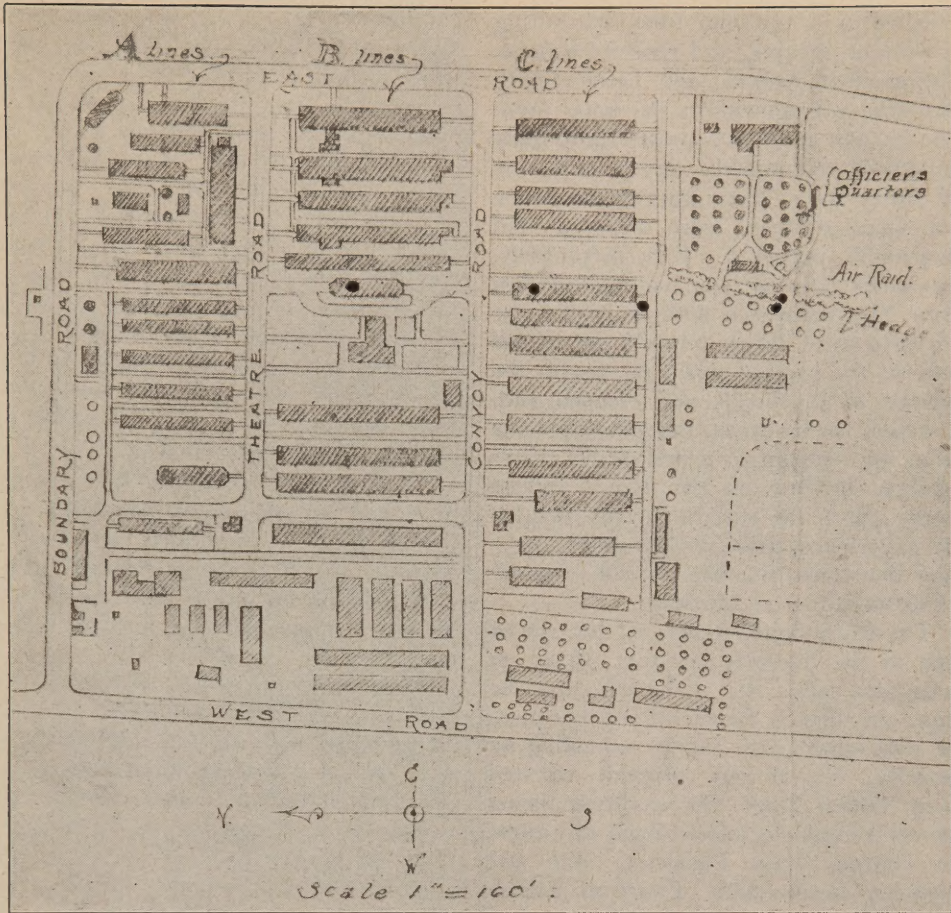 A lines. B lines C lines
EAST ROAD
Officiers
Quartors
Air Raid.
Hedge
BOUNDARY ROAD
THEATRE ROAD
CONVOY ROAD
WEST ROAD
W
Scale 1"=160'.